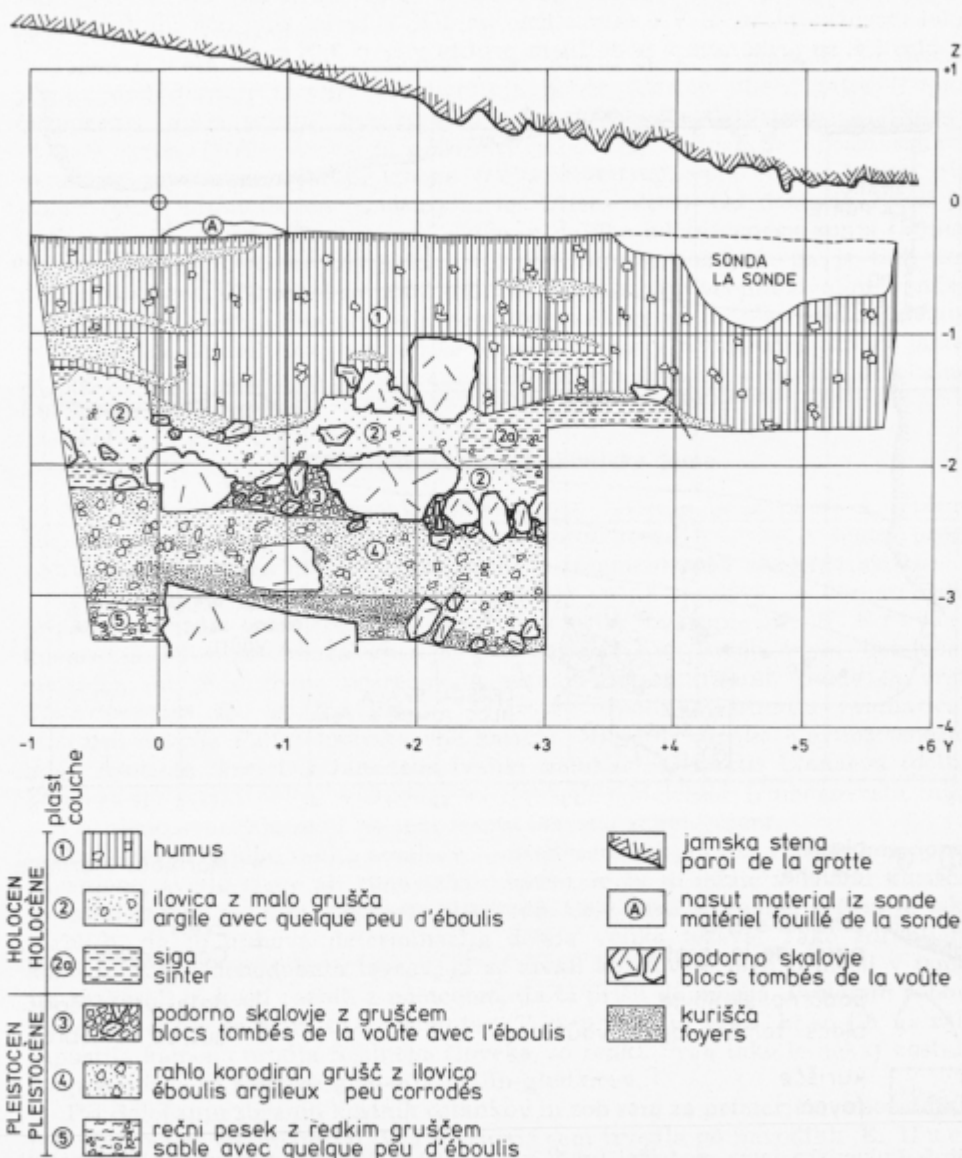 Z
+1
0
A
SONDA
LA SONDE
1
-1
2
2
2a
-2
2
3
4
-3
5
-4
-1 0 +1 +2 +3 +4 +5 +6 Y
plast
couche
HOLOCEN
HOLOCÈNE
1 humus
2 ilovica z malo grušča
argile avec quelque peu d'éboulis
2a siga
sinter
PLEISTOCEN
PLEISTOCÈNE
3 podorno skalovje z gruščem
blocs tombés de la voûte avec l'éboulis
4 rahlo korodiran grušč z ilovico
éboulis argileux peu corrodés
5 rečni pesek z redkim gruščem
sable avec quelque peu d'éboulis
jamska stena
paroi de la grotte
A nasut material iz sonde
matériel fouillé de la sonde
podorno skalovje
blocs tombés de la voûte
kurišča
foyers